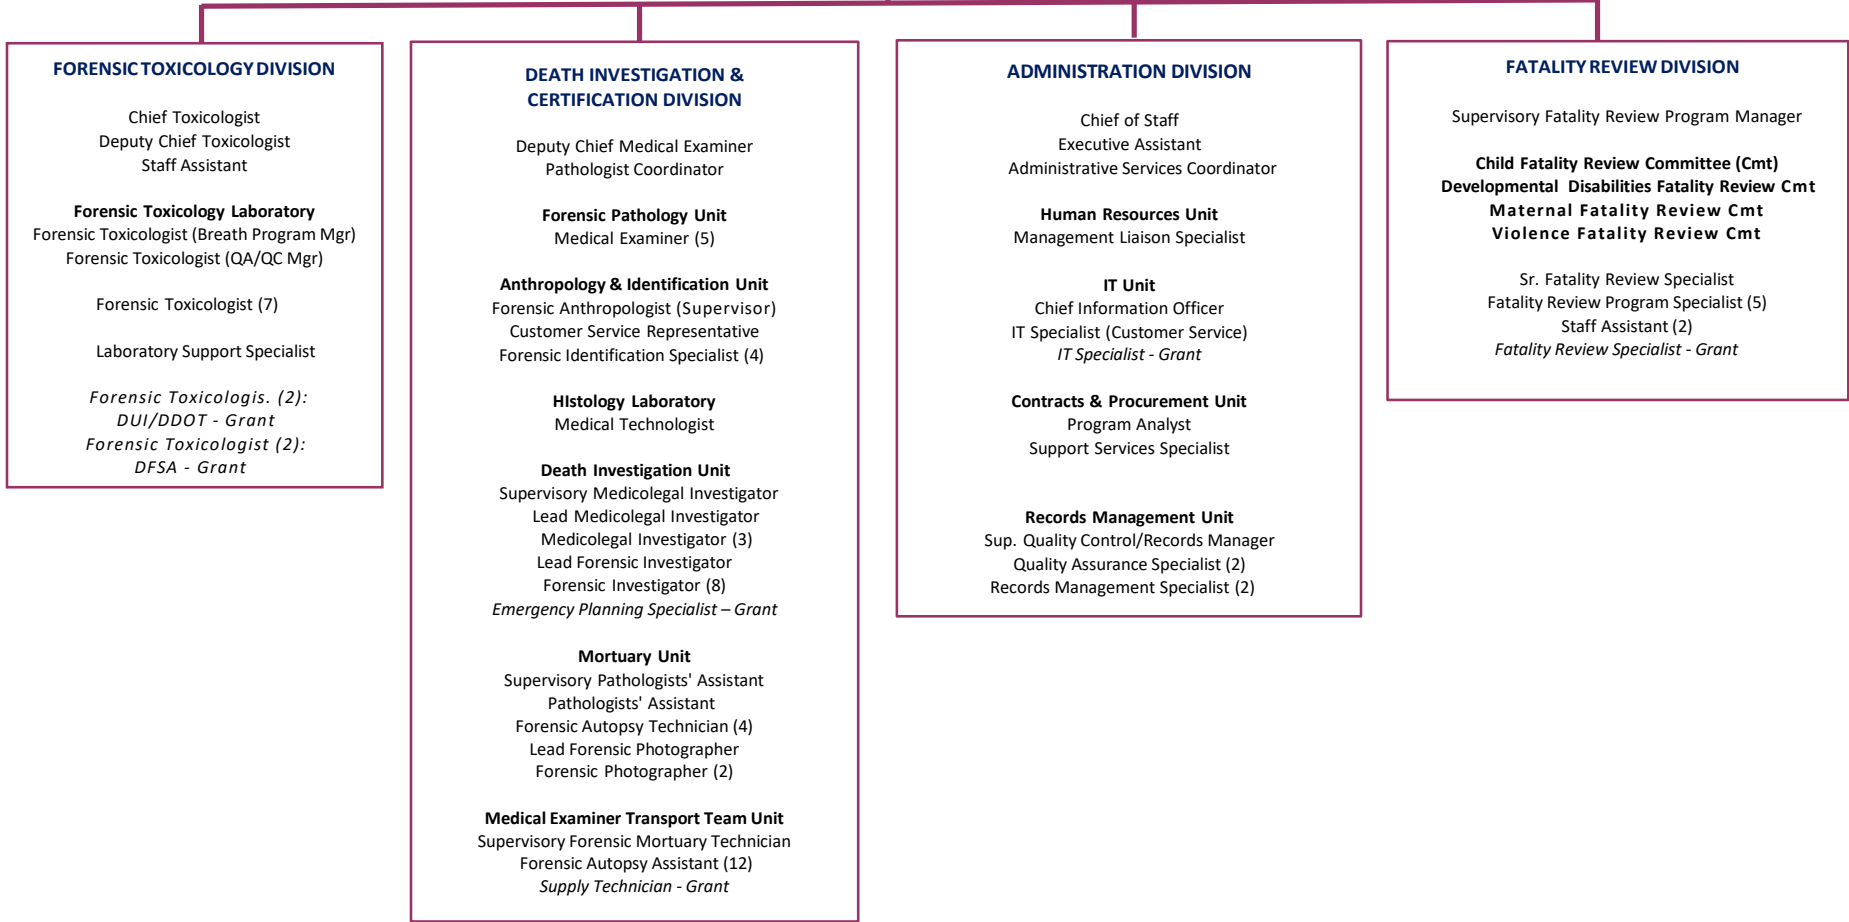 FORENSIC TOXICOLOGY DIVISION
Chief Toxicologist
Deputy Chief Toxicologist
Staff Assistant
Forensic Toxicology Laboratory
Forensic Toxicologist (Breath Program Mgr)
Forensic Toxicologist (QA/QC Mgr)
Forensic Toxicologist (7)
Laboratory Support Specialist
Forensic Toxicologis. (2):
DUI/DDOT - Grant
Forensic Toxicologist (2):
DFSA - Grant
DEATH INVESTIGATION &
CERTIFICATION DIVISION
Deputy Chief Medical Examiner
Pathologist Coordinator
Forensic Pathology Unit
Medical Examiner (5)
Anthropology & Identification Unit
Forensic Anthropologist (Supervisor)
Customer Service Representative
Forensic Identification Specialist (4)
HIstology Laboratory
Medical Technologist
Death Investigation Unit
Supervisory Medicolegal Investigator
Lead Medicolegal Investigator
Medicolegal Investigator (3)
Lead Forensic Investigator
Forensic Investigator (8)
Emergency Planning Specialist – Grant
Mortuary Unit
Supervisory Pathologists' Assistant
Pathologists' Assistant
Forensic Autopsy Technician (4)
Lead Forensic Photographer
Forensic Photographer (2)
Medical Examiner Transport Team Unit
Supervisory Forensic Mortuary Technician
Forensic Autopsy Assistant (12)
Supply Technician - Grant
ADMINISTRATION DIVISION
Chief of Staff
Executive Assistant
Administrative Services Coordinator
Human Resources Unit
Management Liaison Specialist
IT Unit
Chief Information Officer
IT Specialist (Customer Service)
IT Specialist - Grant
Contracts & Procurement Unit
Program Analyst
Support Services Specialist
Records Management Unit
Sup. Quality Control/Records Manager
Quality Assurance Specialist (2)
Records Management Specialist (2)
FATALITY REVIEW DIVISION
Supervisory Fatality Review Program Manager
Child Fatality Review Committee (Cmt)
Developmental Disabilities Fatality Review Cmt
Maternal Fatality Review Cmt
Violence Fatality Review Cmt
Sr. Fatality Review Specialist
Fatality Review Program Specialist (5)
Staff Assistant (2)
Fatality Review Specialist - Grant